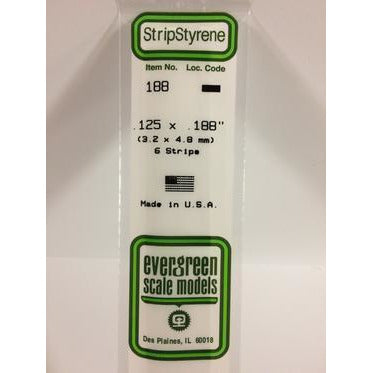 StripStyrene
Item No. Loc. Code
188
.125 x .188"
(3.2 x 4.8 mm)
6 Strips
Made in U.S.A.
evergreen
scale models
Des Plaines, IL 60018